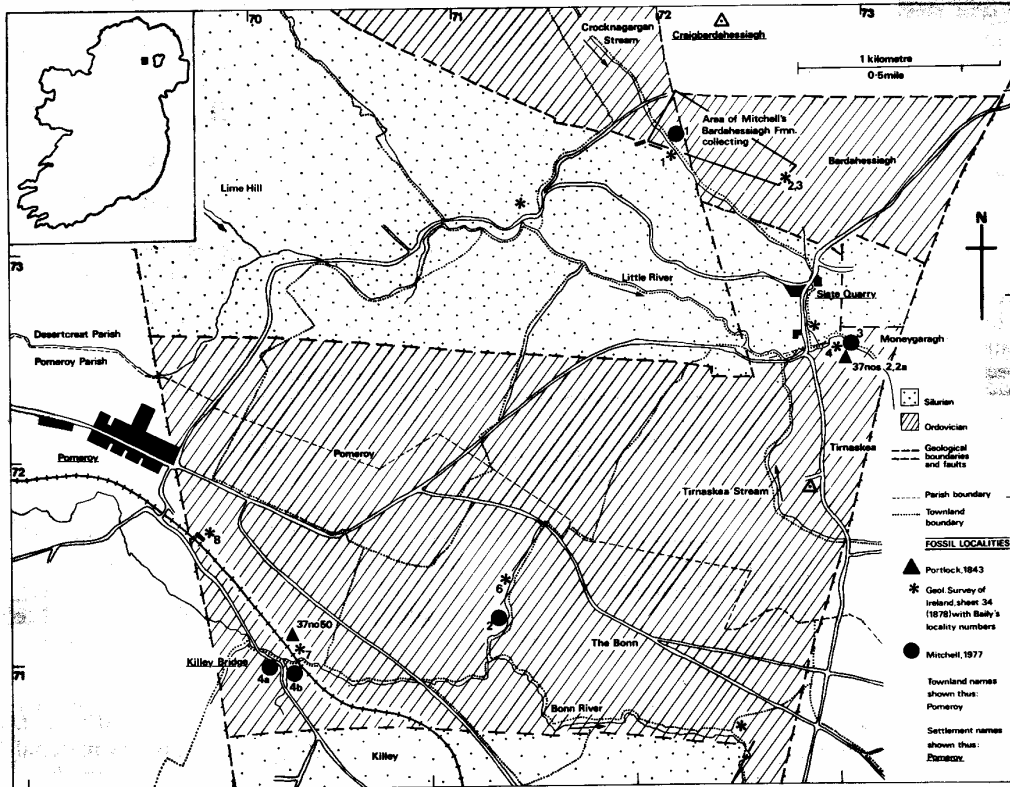 70
71
72
73
Crocknagargan
Stream
Craigbardahessiagh
1 kilometre
0·5mile
Area of Mitchell's
Bardahessiagh Fmn.
collecting
1
1
2,3
Bardahessiagh
Lime Hill
N
73
Little River
Slate Quarry
Desertcreat Parish
Pomeroy Parish
3
Moneygaragh
4
37nos.2,2a
Silurian
Ordovician
Geological
boundaries
and faults
Pomeroy
Pomeroy
Tirnaskea
72
Tirnaskea Stream
Parish boundary
Townland
boundary
FOSSIL LOCALITIES
Portlock,1843
Geol. Survey of
Ireland, sheet 34
(1878) with Baily's
locality numbers
8
6
2
37no60
7
The Bonn
Mitchell, 1977
Killey Bridge
71
4a
4b
Bonn River
Townland names
shown thus:
Pomeroy
Killey
Settlement names
shown thus:
Pomeroy